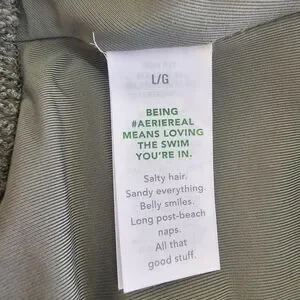 L/G
BEING
#AERIEREAL
MEANS LOVING
THE SWIM
YOU'RE IN.
Salty hair.
Sandy everything.
Belly smiles.
Long post-beach
naps.
All that
good stuff.